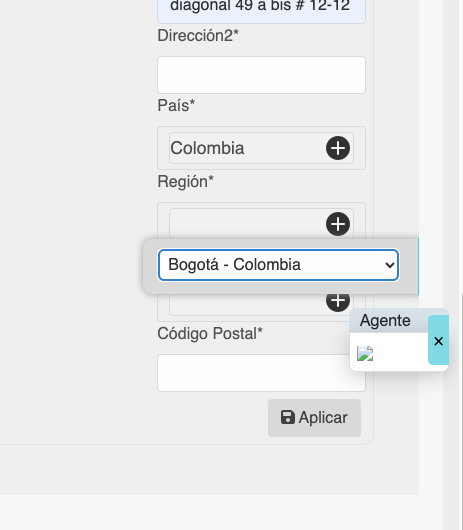 diagonal 49 a bis # 12-12
Dirección2*
País*
Colombia
Región*
Bogotá - Colombia
Agente
×
Código Postal*
Aplicar